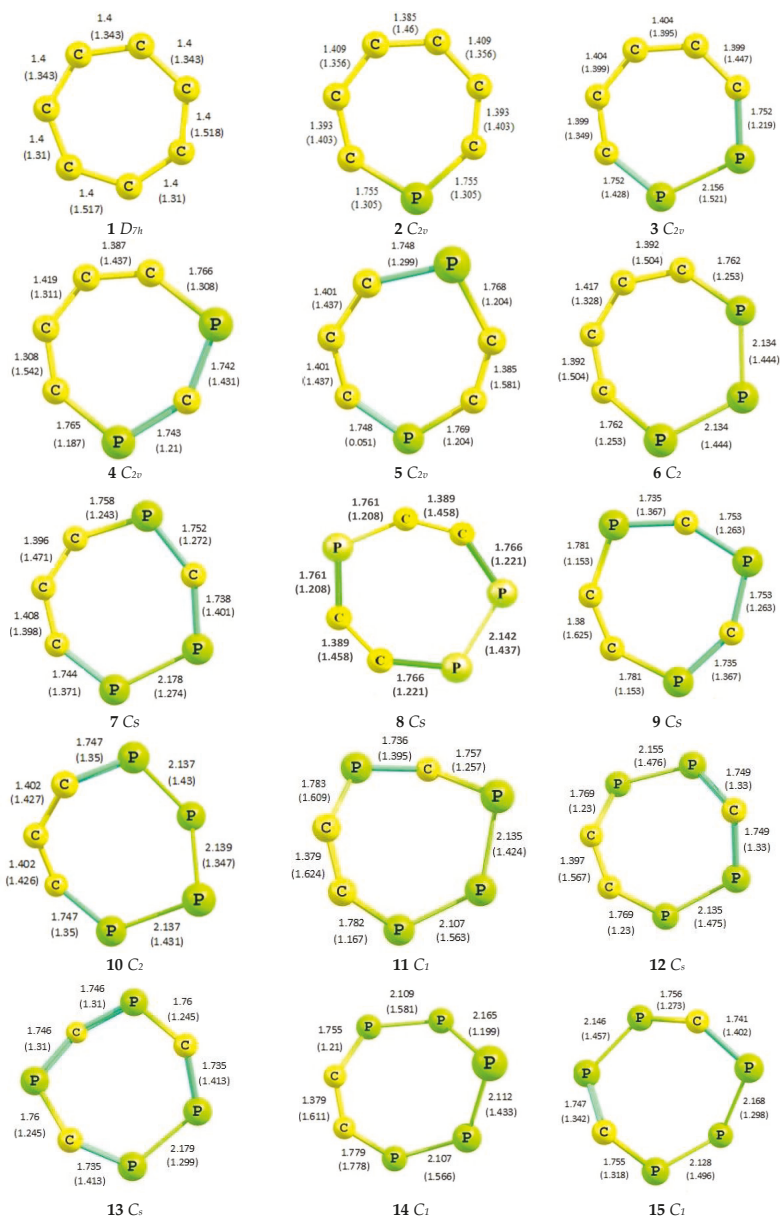 1.4
(1.343)
1.4
(1.343)
1.4
(1.343)
1.4
(1.518)
1.4
(1.31)
1.4
(1.517)
1.4
(1.31)
C
C
C
C
C
C
C
1 D7h
1.385
(1.46)
1.409
(1.356)
1.409
(1.356)
1.393
(1.403)
1.393
(1.403)
1.755
(1.305)
1.755
(1.305)
C
C
C
C
C
C
P
2 C2v
1.404
(1.395)
1.404
(1.399)
1.399
(1.447)
1.399
(1.349)
1.752
(1.219)
1.752
(1.428)
2.156
(1.521)
C
C
C
C
C
P
P
3 C2v
1.387
(1.437)
1.419
(1.311)
1.766
(1.308)
1.308
(1.542)
1.742
(1.431)
1.765
(1.187)
1.743
(1.21)
C
C
C
P
C
C
P
4 C2v
1.748
(1.299)
1.401
(1.437)
1.768
(1.204)
1.401
(1.437)
1.385
(1.581)
1.748
(0.051)
1.769
(1.204)
P
C
C
C
C
C
P
5 C2v
1.392
(1.504)
1.417
(1.328)
1.762
(1.253)
1.392
(1.504)
2.134
(1.444)
1.762
(1.253)
2.134
(1.444)
C
C
P
C
C
P
P
6 C2
1.758
(1.243)
1.396
(1.471)
1.752
(1.272)
1.408
(1.398)
1.738
(1.401)
1.744
(1.371)
2.178
(1.274)
P
C
C
C
C
P
P
7 Cs
1.761
(1.208)
1.389
(1.458)
1.766
(1.221)
1.761
(1.208)
1.389
(1.458)
2.142
(1.437)
1.766
(1.221)
C
C
P
P
C
C
P
8 Cs
1.735
(1.367)
1.753
(1.263)
1.781
(1.153)
1.753
(1.263)
1.38
(1.625)
1.735
(1.367)
1.781
(1.153)
P
C
P
C
C
C
P
9 Cs
1.747
(1.35)
2.137
(1.43)
1.402
(1.427)
2.139
(1.347)
1.402
(1.426)
1.747
(1.35)
2.137
(1.431)
P
C
P
C
C
P
P
10 C2
1.736
(1.395)
1.757
(1.257)
1.783
(1.609)
2.135
(1.424)
1.379
(1.624)
1.782
(1.167)
2.107
(1.563)
P
C
P
C
C
P
P
11 C1
2.155
(1.476)
1.749
(1.33)
1.769
(1.23)
1.749
(1.33)
1.397
(1.567)
1.769
(1.23)
2.135
(1.475)
P
P
C
C
P
C
P
12 Cs
1.746
(1.31)
1.76
(1.245)
1.746
(1.31)
1.735
(1.413)
1.76
(1.245)
1.735
(1.413)
2.179
(1.299)
P
C
C
P
P
C
P
13 Cs
2.109
(1.581)
2.165
(1.199)
1.755
(1.21)
2.112
(1.433)
1.379
(1.611)
1.779
(1.778)
2.107
(1.566)
P
P
P
C
C
P
P
14 C1
1.756
(1.273)
1.741
(1.402)
2.146
(1.457)
2.168
(1.298)
1.747
(1.342)
1.755
(1.318)
2.128
(1.496)
P
C
P
P
C
P
P
15 C1